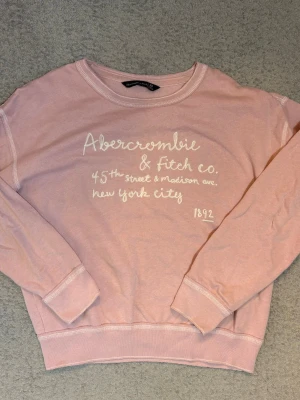 Abercrombie
& Fitch co.
45th street & madison ave.
new york city
1892